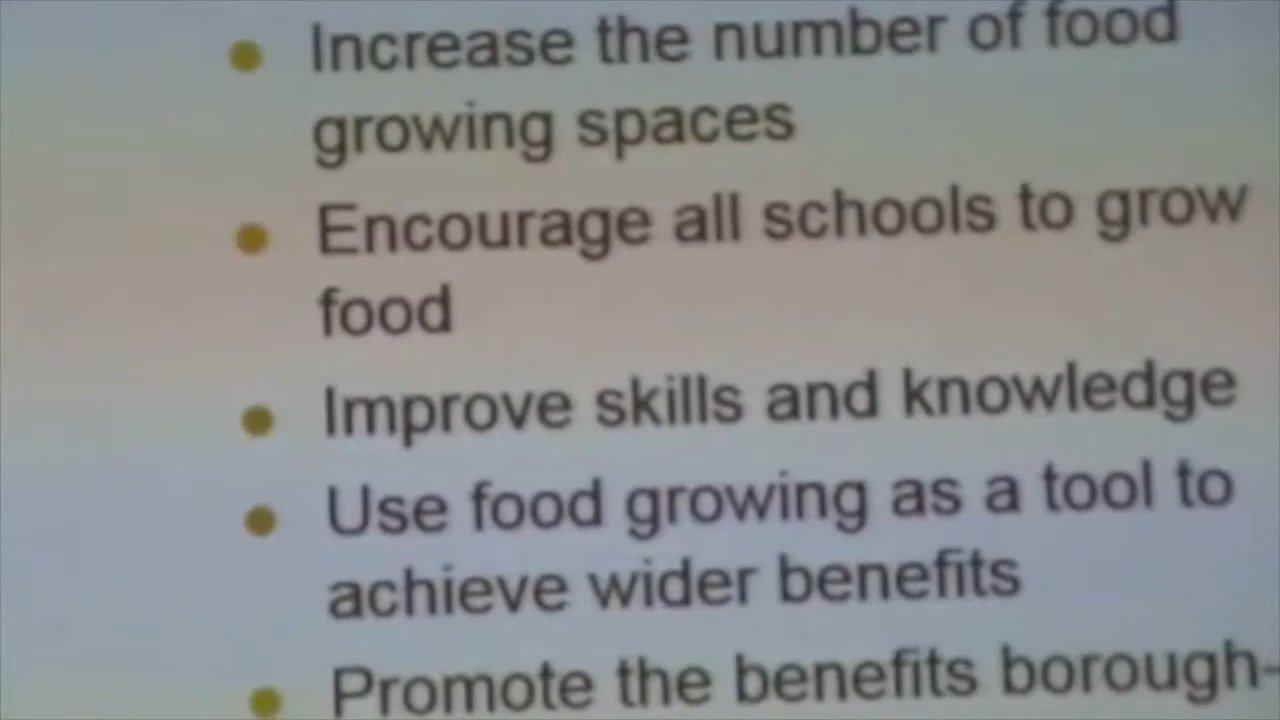 Increase the number of food
growing spaces
Encourage all schools to grow
food
Improve skills and knowledge
Use food growing as a tool to
achieve wider benefits
Promote the benefits borough-